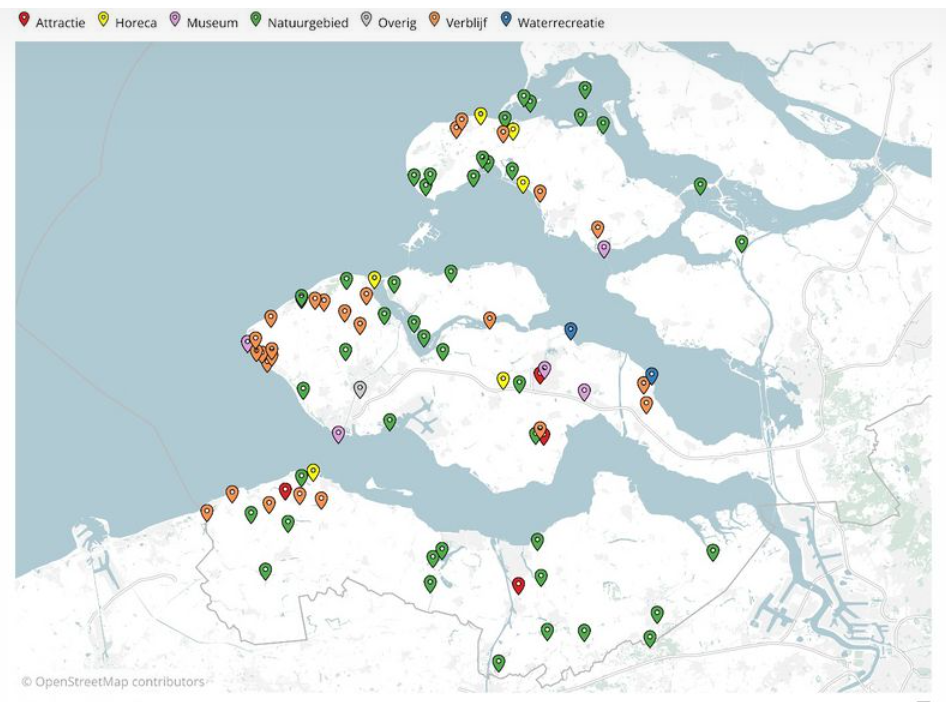 Attractie Horeca Museum Natuurgebied Overig Verblijf Waterrecreatie
© OpenStreetMap contributors